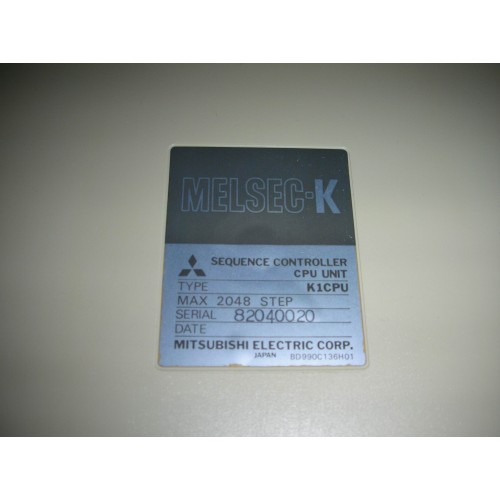 MELSEC-K
SEQUENCE CONTROLLER
CPU UNIT
TYPE K1CPU
MAX 2048 STEP
SERIAL 82040020
DATE
MITSUBISHI ELECTRIC CORP.
JAPAN BD990C136H01